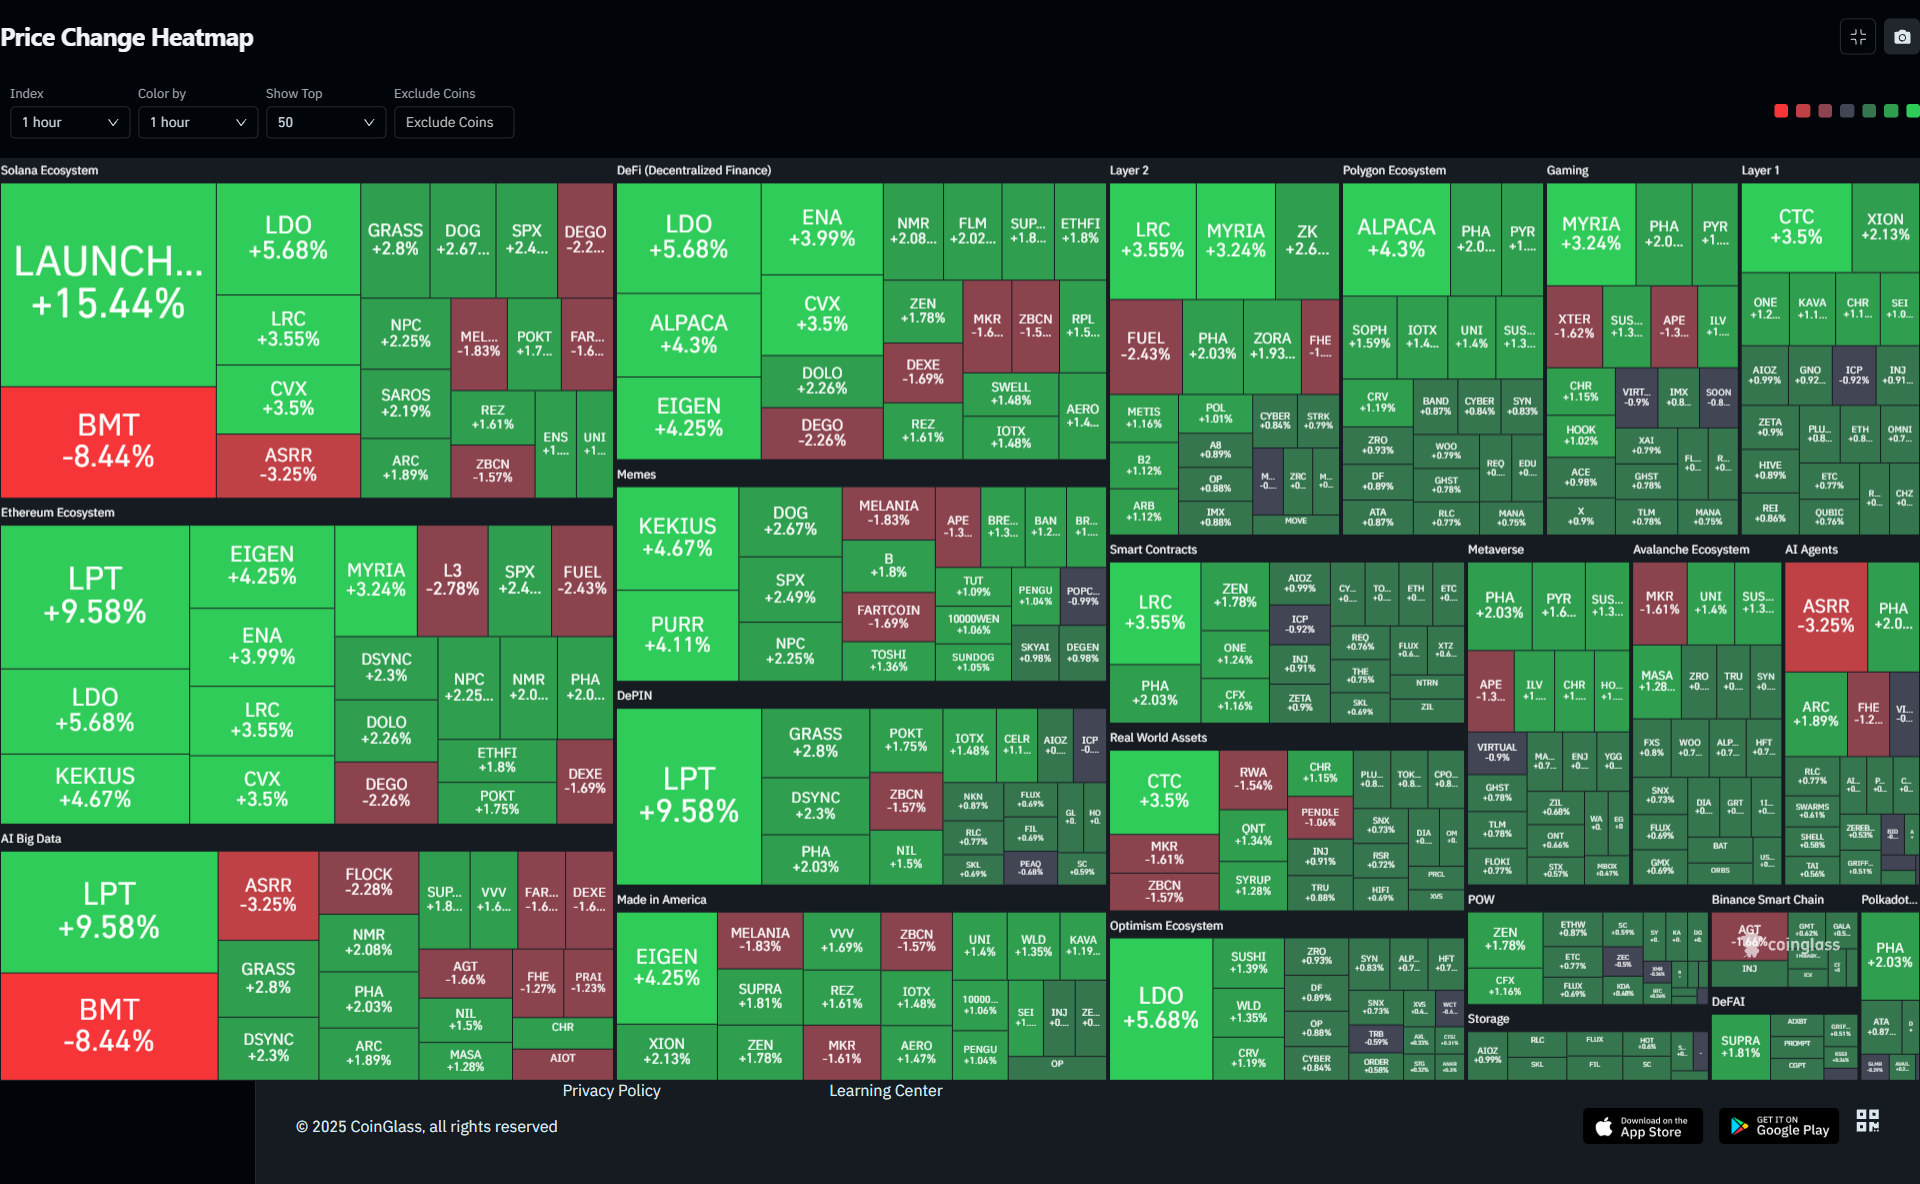 Price Change Heatmap
Index
Color by
Show Top
Exclude Coins
1 hour
1 hour
50
Exclude Coins
Solana Ecosystem
LAUNCH...
+15.44%
BMT
-8.44%
LDO
+5.68%
LRC
+3.55%
CVX
+3.5%
ASRR
-3.25%
GRASS
+2.8%
DOG
+2.67...
SPX
+2.4...
DEGO
-2.2...
NPC
+2.25%
SAROS
+2.19%
ARC
+1.89%
MEL...
-1.83%
POKT
+1.7...
FAR...
-1.6...
REZ
+1.61%
ZBCN
-1.57%
ENS
+1....
UNI
+1...
Ethereum Ecosystem
LPT
+9.58%
LDO
+5.68%
KEKIUS
+4.67%
EIGEN
+4.25%
ENA
+3.99%
LRC
+3.55%
CVX
+3.5%
MYRIA
+3.24%
L3
-2.78%
SPX
+2.4...
FUEL
-2.43%
DSYNC
+2.3%
DOLO
+2.26%
DEGO
-2.26%
NPC
+2.25...
NMR
+2.0...
PHA
+2.0...
ETHFI
+1.8%
POKT
+1.75%
DEXE
-1.69%
AI Big Data
LPT
+9.58%
BMT
-8.44%
ASRR
-3.25%
GRASS
+2.8%
DSYNC
+2.3%
FLOCK
-2.28%
NMR
+2.08%
PHA
+2.03%
ARC
+1.89%
SUP...
+1.8...
VVV
+1.6...
FAR...
-1.6...
DEXE
-1.6...
AGT
-1.66%
NIL
+1.5%
MASA
+1.28%
FHE
-1.27%
PRAI
-1.23%
CHR
AIOT
DeFi (Decentralized Finance)
LDO
+5.68%
ALPACA
+4.3%
EIGEN
+4.25%
ENA
+3.99%
CVX
+3.5%
DOLO
+2.26%
DEGO
-2.26%
NMR
+2.08...
FLM
+2.02...
SUP...
+1.8...
ETHFI
+1.8%
ZEN
+1.78%
DEXE
-1.69%
REZ
+1.61%
MKR
-1.6...
ZBCN
-1.5...
RPL
+1.5...
SWELL
+1.48%
IOTX
+1.48%
AERO
+1.4...
Memes
KEKIUS
+4.67%
PURR
+4.11%
DOG
+2.67%
SPX
+2.49%
NPC
+2.25%
MELANIA
-1.83%
B
+1.8%
FARTCOIN
-1.69%
TOSHI
+1.36%
APE
-1.3...
BRE...
+1.3...
BAN
+1.2...
BR...
+1....
TUT
+1.09%
10000WEN
+1.06%
SUNDOG
+1.05%
PENGU
+1.04%
POPC...
-0.99%
SKYAI
+0.98%
DEGEN
+0.98%
DePIN
LPT
+9.58%
GRASS
+2.8%
DSYNC
+2.3%
PHA
+2.03%
POKT
+1.75%
ZBCN
-1.57%
NIL
+1.5%
IOTX
+1.48%
CELR
+1.1...
AIOZ
+0....
ICP
-0....
NKN
+0.87%
RLC
+0.77%
SKL
+0.69%
FLUX
+0.69%
FIL
+0.69%
PEAQ
-0.68%
GL
+0.
HO
+0.
SC
+0.59%
Made in America
EIGEN
+4.25%
XION
+2.13%
MELANIA
-1.83%
SUPRA
+1.81%
ZEN
+1.78%
VVV
+1.69%
REZ
+1.61%
MKR
-1.61%
ZBCN
-1.57%
IOTX
+1.48%
AERO
+1.47%
UNI
+1.4%
WLD
+1.35%
KAVA
+1.19...
10000...
+1.06%
PENGU
+1.04%
SEI
+1....
INJ
+0....
ZE...
+0...
OP
Layer 2
LRC
+3.55%
MYRIA
+3.24%
ZK
+2.6...
FUEL
-2.43%
PHA
+2.03%
ZORA
+1.93...
FHE
-1....
METIS
+1.16%
B2
+1.12%
ARB
+1.12%
POL
+1.01%
A8
+0.89%
OP
+0.88%
IMX
+0.88%
CYBER
+0.84%
STRK
+0.79%
M...
-0....
ZRC
+0...
M...
+0...
MOVE
Polygon Ecosystem
ALPACA
+4.3%
PHA
+2.0...
PYR
+1....
SOPH
+1.59%
IOTX
+1.4...
UNI
+1.4%
SUS...
+1.3...
CRV
+1.19%
ZRO
+0.93%
DF
+0.89%
ATA
+0.87%
BAND
+0.87%
CYBER
+0.84%
SYN
+0.83%
WOO
+0.79%
GHST
+0.78%
RLC
+0.77%
REQ
+0....
EDU
+0....
MANA
+0.75%
Gaming
MYRIA
+3.24%
PHA
+2.0...
PYR
+1....
XTER
-1.62%
SUS...
+1.3...
APE
-1.3...
ILV
+1....
CHR
+1.15%
HOOK
+1.02%
ACE
+0.98%
X
+0.9%
VIRT...
-0.9%
IMX
+0.8...
SOON
-0.8...
XAI
+0.79%
GHST
+0.78%
TLM
+0.78%
FL...
+0...
R...
+0...
MANA
+0.75%
Layer 1
CTC
+3.5%
XION
+2.13%
ONE
+1.2...
KAVA
+1.1...
CHR
+1.1...
SEI
+1.0...
AIOZ
+0.99%
GNO
+0.92...
ICP
-0.92%
INJ
+0.91...
ZETA
+0.9%
HIVE
+0.89%
REI
+0.86%
PLU...
+0.8...
ETH
+0.8...
OMNI
+0.7...
ETC
+0.77%
QUBIC
+0.76%
R...
+0...
CHZ
+0...
Smart Contracts
LRC
+3.55%
PHA
+2.03%
ZEN
+1.78%
ONE
+1.24%
CFX
+1.16%
AIOZ
+0.99%
ICP
-0.92%
INJ
+0.91%
ZETA
+0.9%
CY...
+0....
TO...
+0....
ETH
+0....
ETC
+0....
REQ
+0.76%
THE
+0.75%
SKL
+0.69%
FLUX
+0.6...
XTZ
+0.6...
NTRN
ZIL
Real World Assets
CTC
+3.5%
MKR
-1.61%
ZBCN
-1.57%
RWA
-1.54%
QNT
+1.34%
SYRUP
+1.28%
CHR
+1.15%
PENDLE
-1.06%
INJ
+0.91%
TRU
+0.88%
PLU...
+0.8...
TOK...
+0.8...
CPO...
+0.8...
SNX
+0.73%
RSR
+0.72%
HIFI
+0.69%
DIA
+0....
OM
+0..
PRCL
XVS
Optimism Ecosystem
LDO
+5.68%
SUSHI
+1.39%
WLD
+1.35%
CRV
+1.19%
ZRO
+0.93%
DF
+0.89%
OP
+0.88%
CYBER
+0.84%
SYN
+0.83%
ALP...
+0.7...
HFT
+0.7...
SNX
+0.73%
TRB
-0.59%
ORDER
+0.58%
XVS
+0.4...
WCT
-0.4...
Metaverse
PHA
+2.03%
PYR
+1.6...
SUS...
+1.3...
APE
-1.3...
ILV
+1....
CHR
+1....
HO...
+1....
VIRTUAL
-0.9%
GHST
+0.78%
TLM
+0.78%
FLOKI
+0.77%
MA...
+0.7...
ENJ
+0....
YGG
+0....
ZIL
+0.68%
ONT
+0.66%
STX
+0.57%
WA
+0.
EG
+0
MBOX
+0.47%
Avalanche Ecosystem
MKR
-1.61%
UNI
+1.4%
SUS...
+1.3...
MASA
+1.28...
ZRO
+0....
TRU
+0....
SYN
+0....
FXS
+0.8%
WOO
+0.7...
ALP...
+0.7...
HFT
+0.7...
SNX
+0.73%
FLUX
+0.69%
GMX
+0.69%
DIA
+0...
GRT
+0...
1I...
+0...
BAT
ORBS
US...
+0...
AI Agents
ASRR
-3.25%
PHA
+2.0...
ARC
+1.89%
FHE
-1.2...
VI...
-0...
RLC
+0.77%
SWARMS
+0.61%
SHELL
+0.58%
TAI
+0.56%
AI...
+0...
P...
+0...
C...
+0...
ZEREB...
+0.53%
GRIFF...
+0.51%
POW
ZEN
+1.78%
CFX
+1.16%
ETHW
+0.87%
ETC
+0.77%
FLUX
+0.69%
SC
+0.59%
ZEC
-0.5%
KDA
+0.48%
Storage
AIOZ
+0.99%
RLC
SKL
FLUX
FIL
HOT
+0.6%
SC
Binance Smart Chain
AGT
-1.66%
INJ
GMT
+0.62%
GALA
+0.5...
coinglass
DeFAI
SUPRA
+1.81%
AIXBT
PROMPT
CGPT
GRIF...
+0.51%
Polkadot...
PHA
+2.03%
ATA
+0.87...
Privacy Policy
Learning Center
© 2025 CoinGlass, all rights reserved
Download on the
App Store
GET IT ON
Google Play